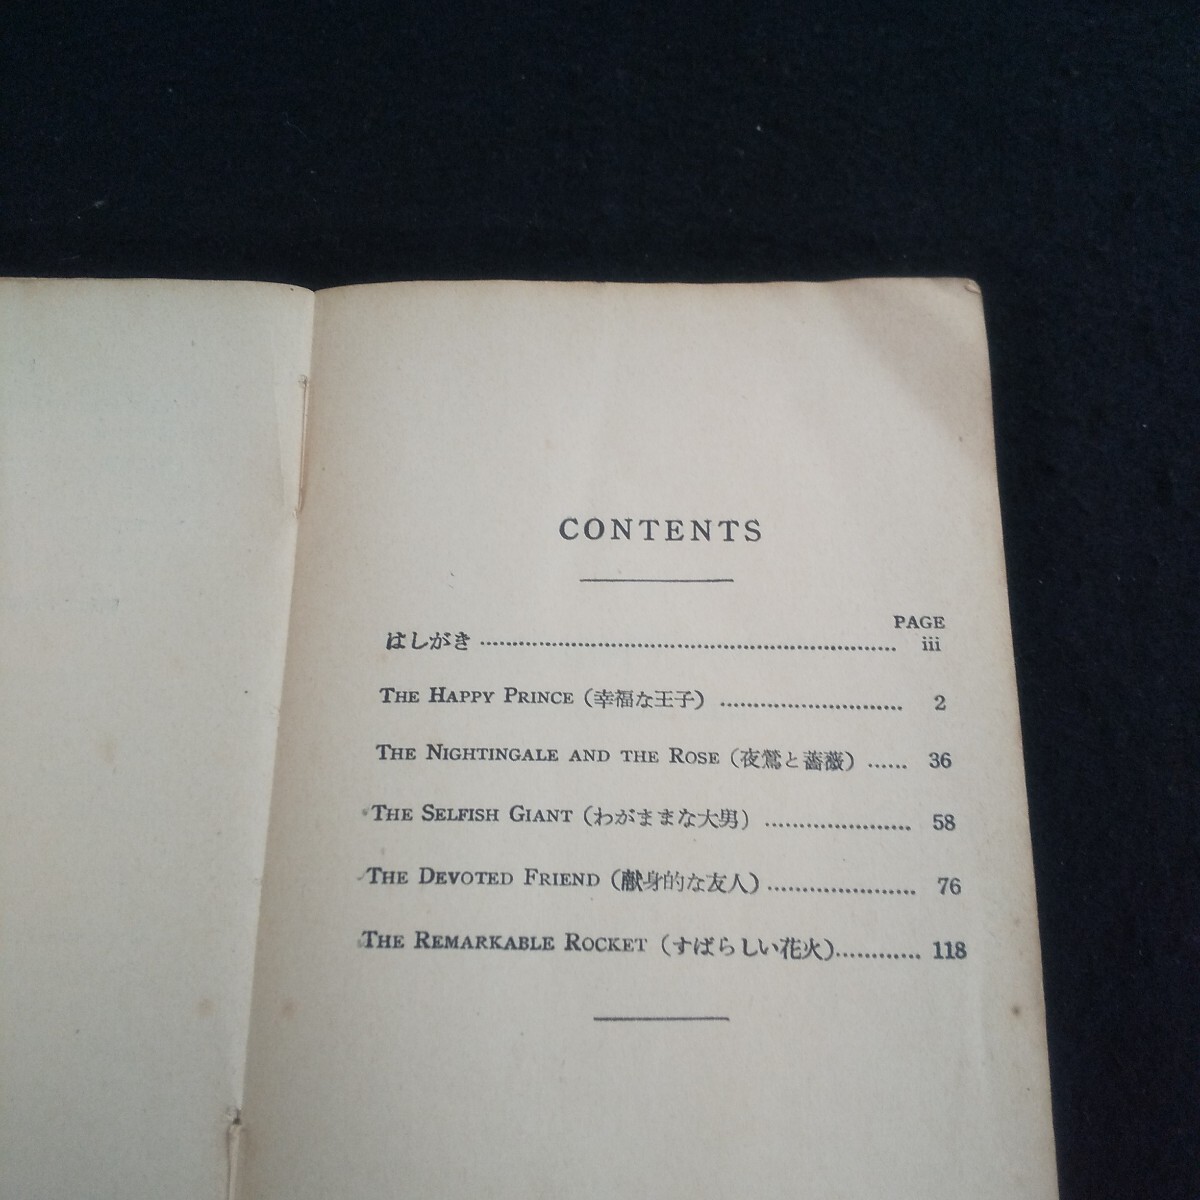 CONTENTS
PAGE
はしがき ........................................................ iii
THE HAPPY PRINCE (幸福な王子) ............................ 2
THE NIGHTINGALE AND THE ROSE (夜鶯と薔薇) ...... 36
THE SELFISH GIANT (わがままな大男) ...................... 58
THE DEVOTED FRIEND (献身的な友人) ....................... 76
THE REMARKABLE ROCKET (すばらしい花火) ............. 118